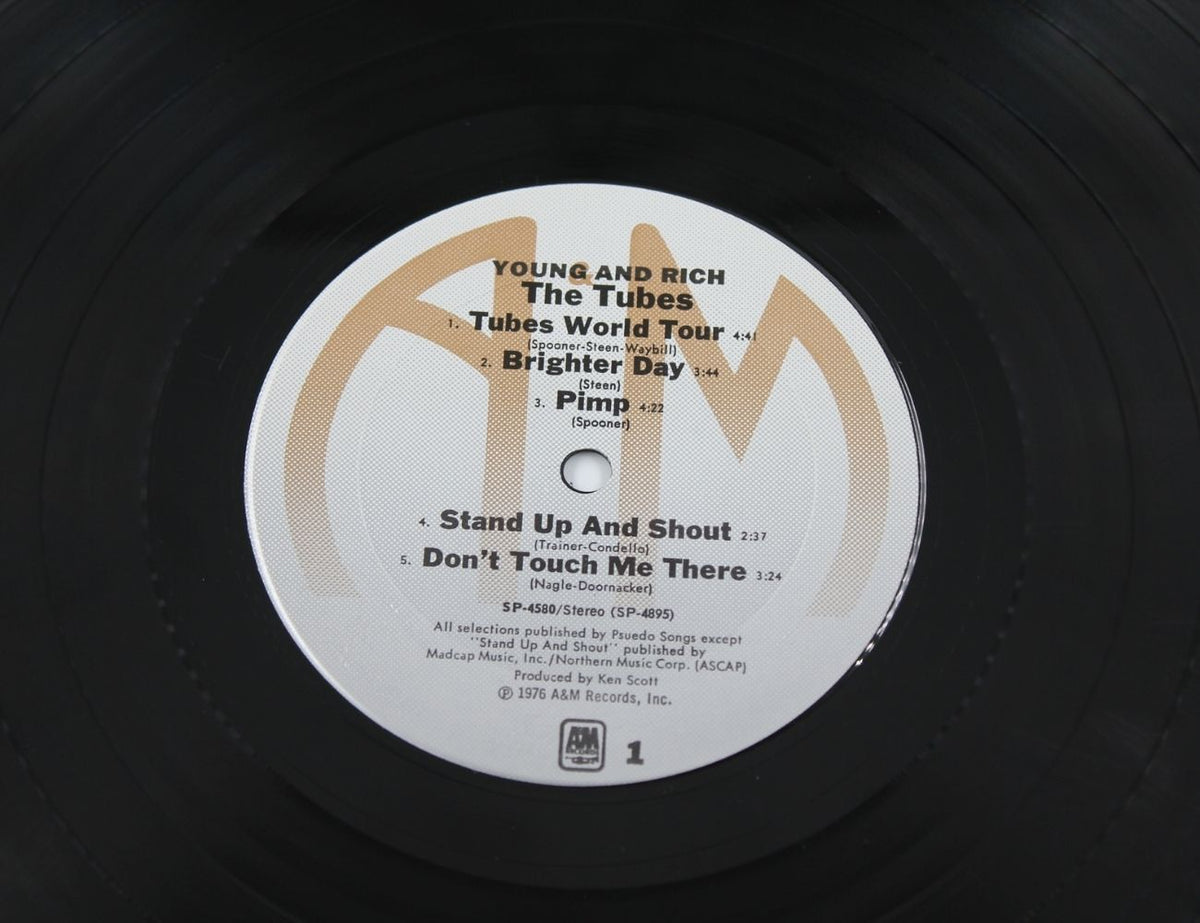 A&M
YOUNG AND RICH
The Tubes
1. Tubes World Tour 4:41
(Spooner-Steen-Waybill)
2. Brighter Day 3:44
(Steen)
3. Pimp 4:22
(Spooner)
4. Stand Up And Shout 2:37
(Trainer-Condello)
5. Don't Touch Me There 3:24
(Nagle-Doornacker)
SP-4580/Stereo (SP-4895)
All selections published by Psuedo Songs except
"Stand Up And Shout" published by
Madcap Music, Inc./Northern Music Corp. (ASCAP)
Produced by Ken Scott
℗ 1976 A&M Records, Inc.
A&M
RECORDS
1